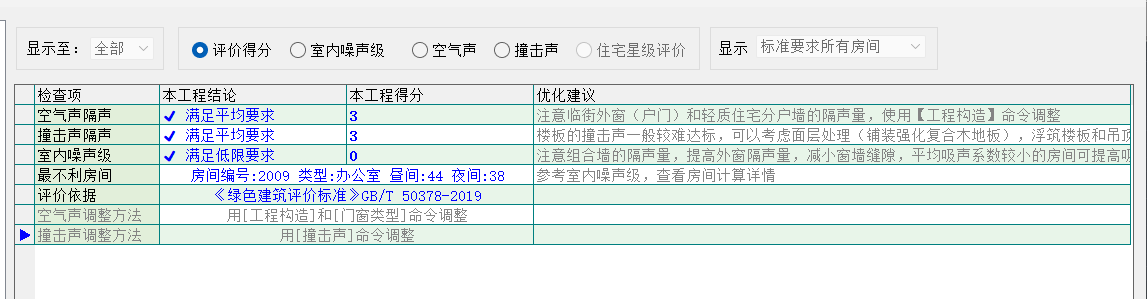 显示至： 全部 评价得分 室内噪声级 空气声 撞击声 住宅星级评价 显示 标准要求所有房间
检查项 本工程结论 本工程得分 优化建议
空气声隔声 满足平均要求 3 注意临街外窗（户门）和轻质住宅分户墙的隔声量，使用【工程构造】命令调整
撞击声隔声 满足平均要求 3 楼板的撞击声一般较难达标，可以考虑面层处理（铺装强化复合木地板），浮筑楼板和吊顶
室内噪声级 满足低限要求 0 注意组合墙的隔声量，提高外窗隔声量，减小窗墙缝隙，平均吸声系数较小的房间可提高吸
最不利房间 房间编号:2009 类型:办公室 昼间:44 夜间:38 参考室内噪声级，查看房间计算详情
评价依据 《绿色建筑评价标准》GB/T 50378-2019
空气声调整方法 用[工程构造]和[门窗类型]命令调整
撞击声调整方法 用[撞击声]命令调整